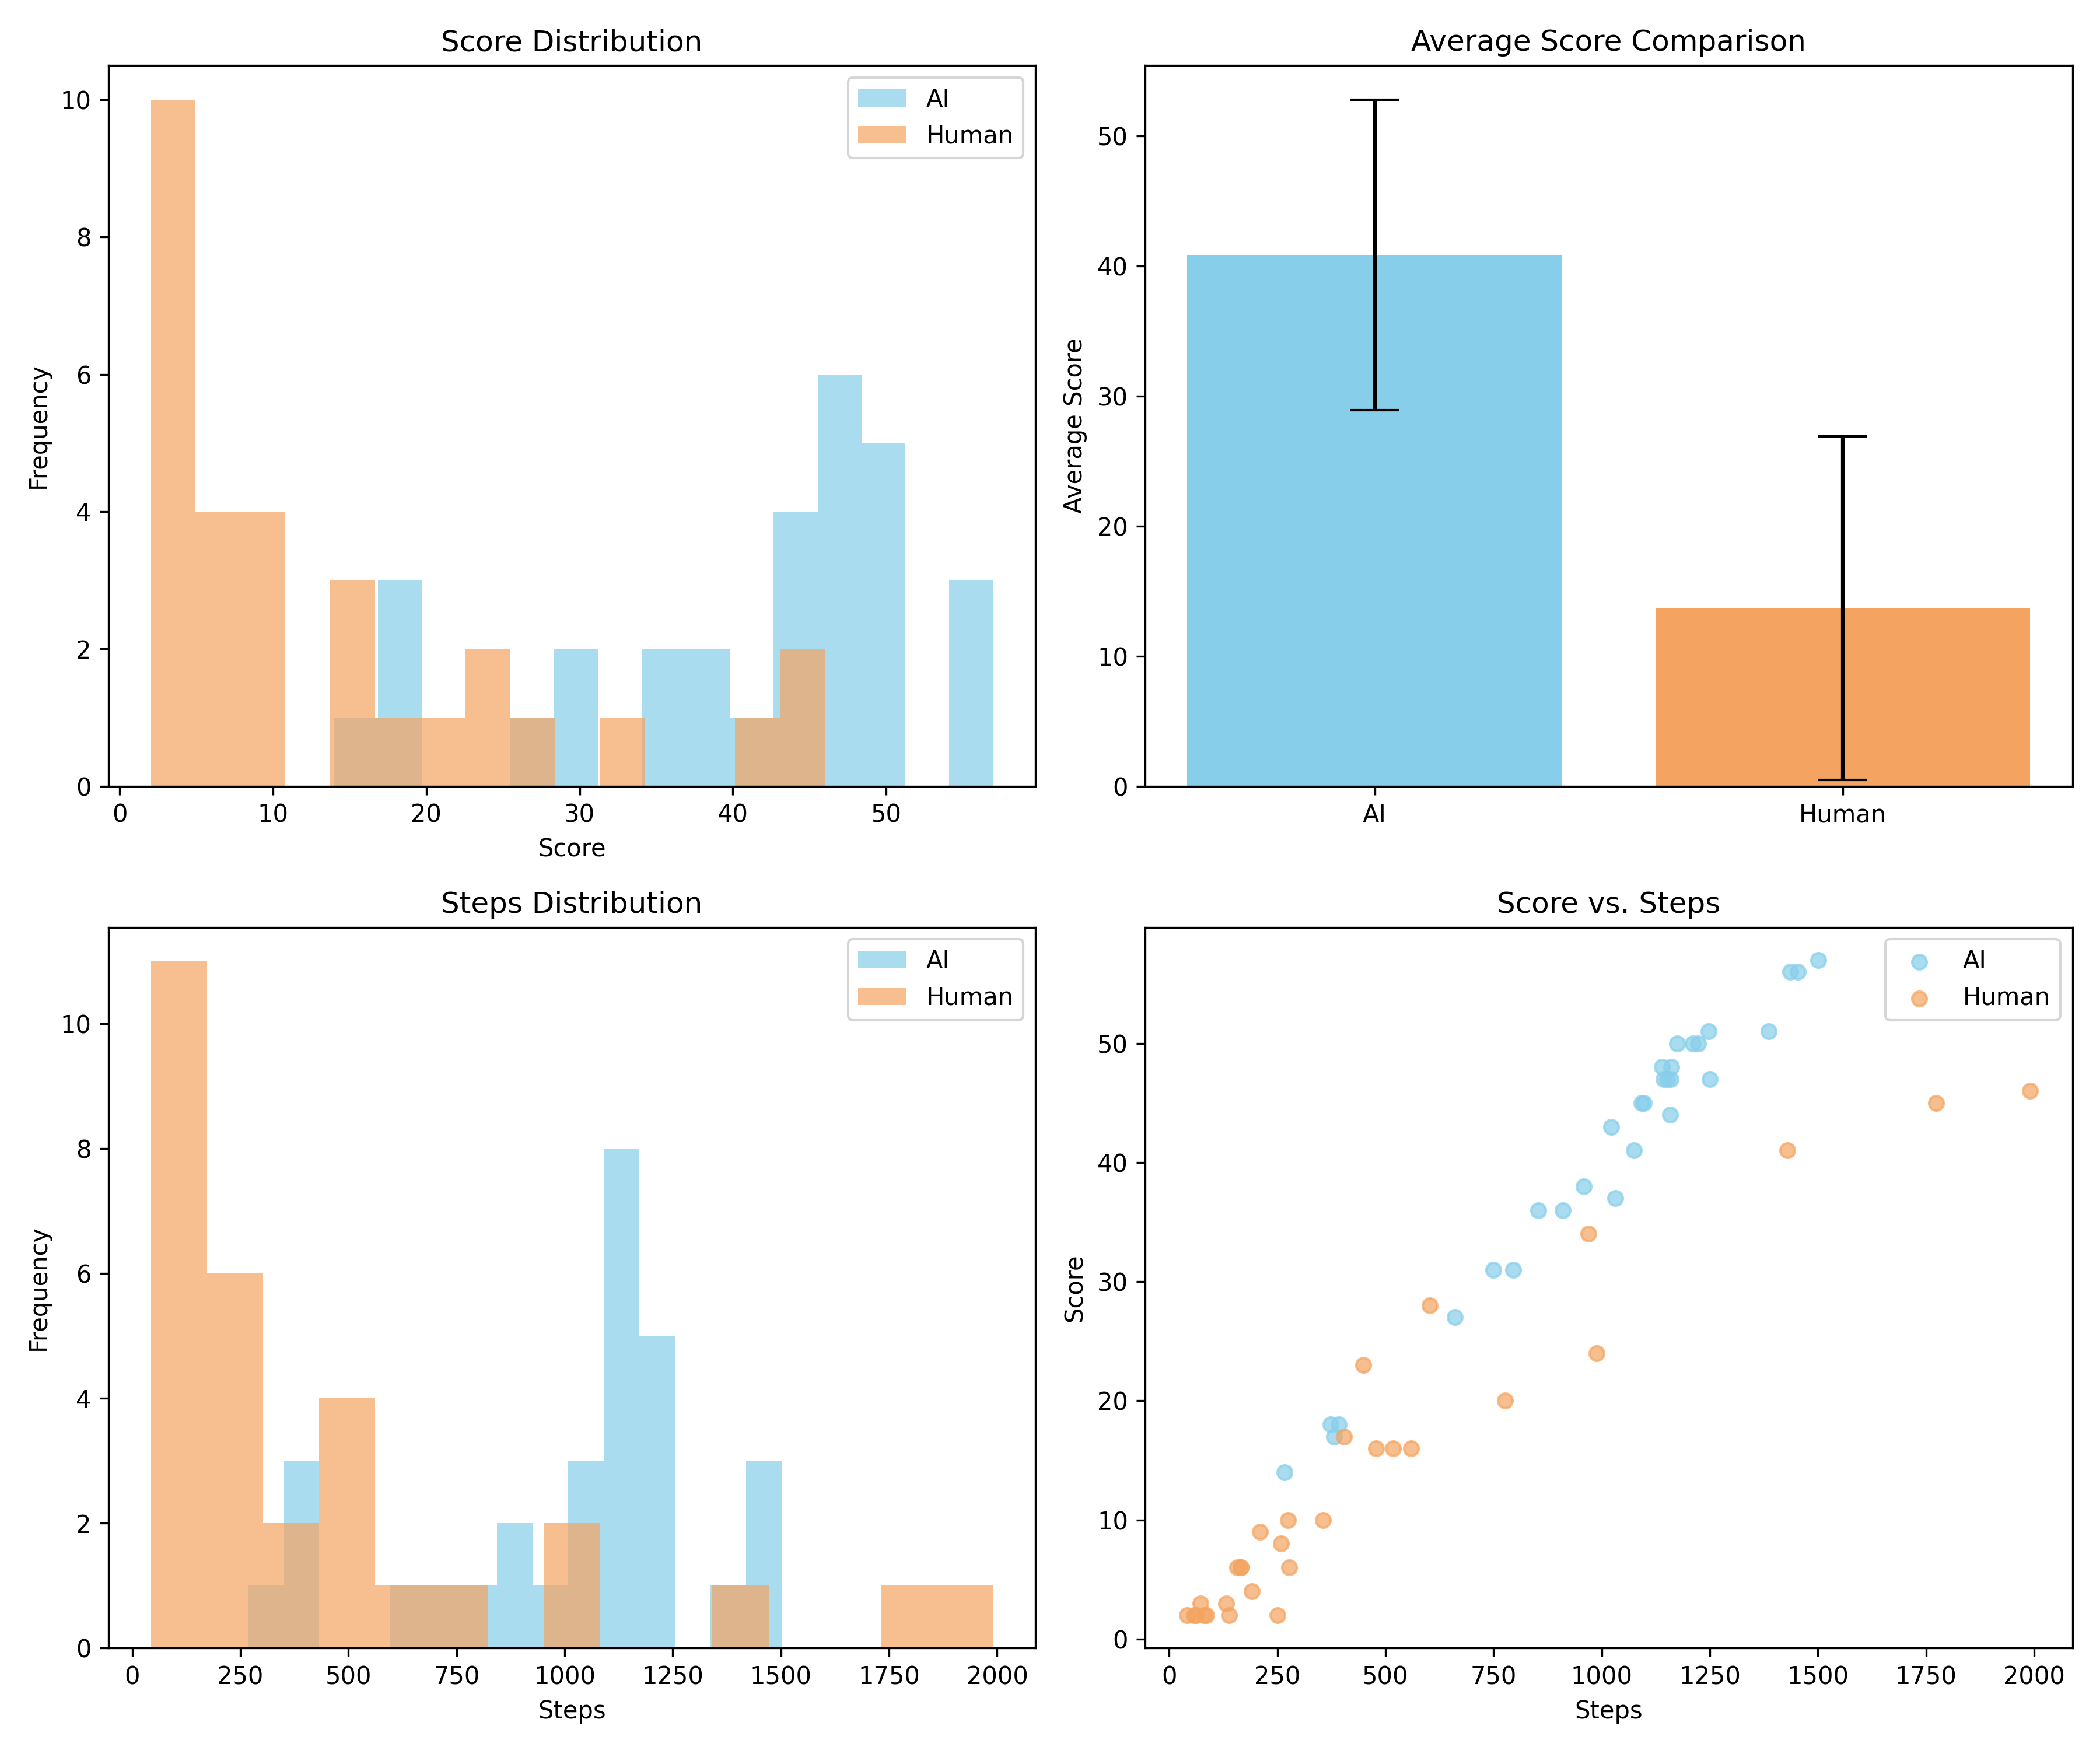 Score Distribution
10
8
6
4
2
0
Frequency
0 10 20 30 40 50
Score
AI
Human
Average Score Comparison
50
40
30
20
10
0
Average Score
AI Human
Steps Distribution
10
8
6
4
2
0
Frequency
0 250 500 750 1000 1250 1500 1750 2000
Steps
AI
Human
Score vs. Steps
50
40
30
20
10
0
Score
0 250 500 750 1000 1250 1500 1750 2000
Steps
AI
Human